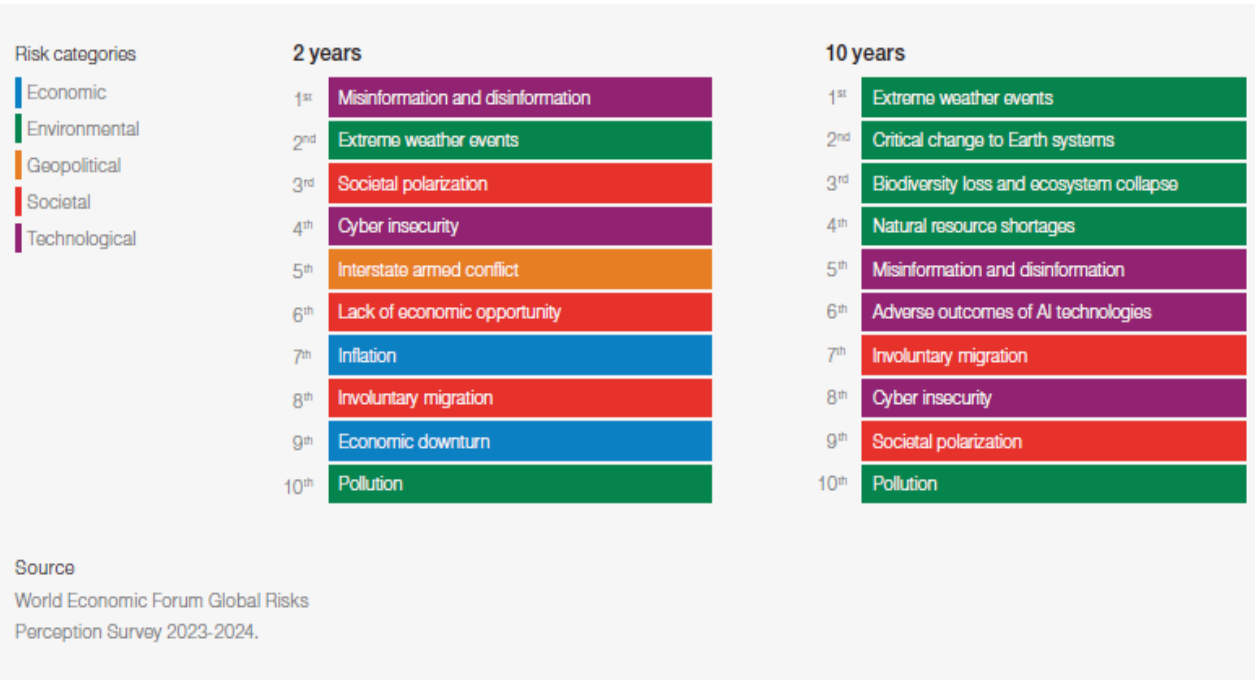 Risk categories
Economic
Environmental
Geopolitical
Societal
Technological
2 years
1st Misinformation and disinformation
2nd Extreme weather events
3rd Societal polarization
4th Cyber insecurity
5th Interstate armed conflict
6th Lack of economic opportunity
7th Inflation
8th Involuntary migration
9th Economic downturn
10th Pollution
10 years
1st Extreme weather events
2nd Critical change to Earth systems
3rd Biodiversity loss and ecosystem collapse
4th Natural resource shortages
5th Misinformation and disinformation
6th Adverse outcomes of AI technologies
7th Involuntary migration
8th Cyber insecurity
9th Societal polarization
10th Pollution
Source
World Economic Forum Global Risks
Perception Survey 2023-2024.